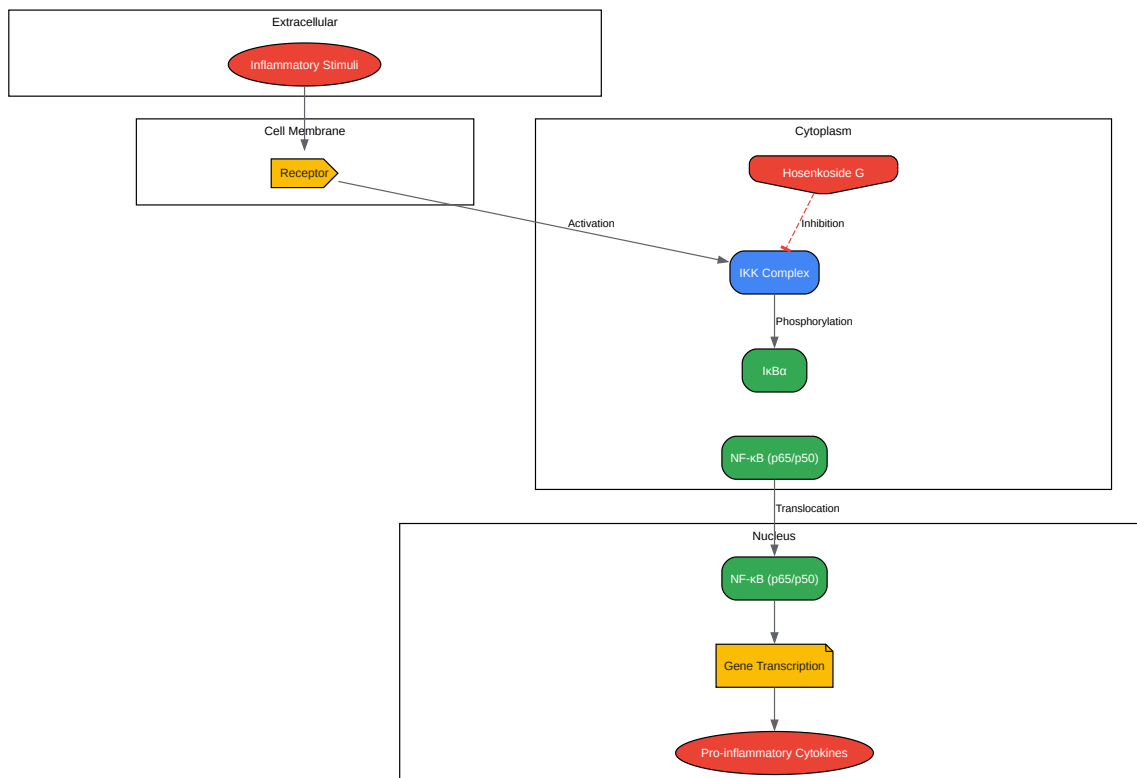 Extracellular
Inflammatory Stimuli
Cell Membrane
Receptor
Cytoplasm
Hosenkoside G
Activation
Inhibition
IKK Complex
Phosphorylation
IκBα
NF-κB (p65/p50)
Translocation
Nucleus
NF-κB (p65/p50)
Gene Transcription
Pro-inflammatory Cytokines